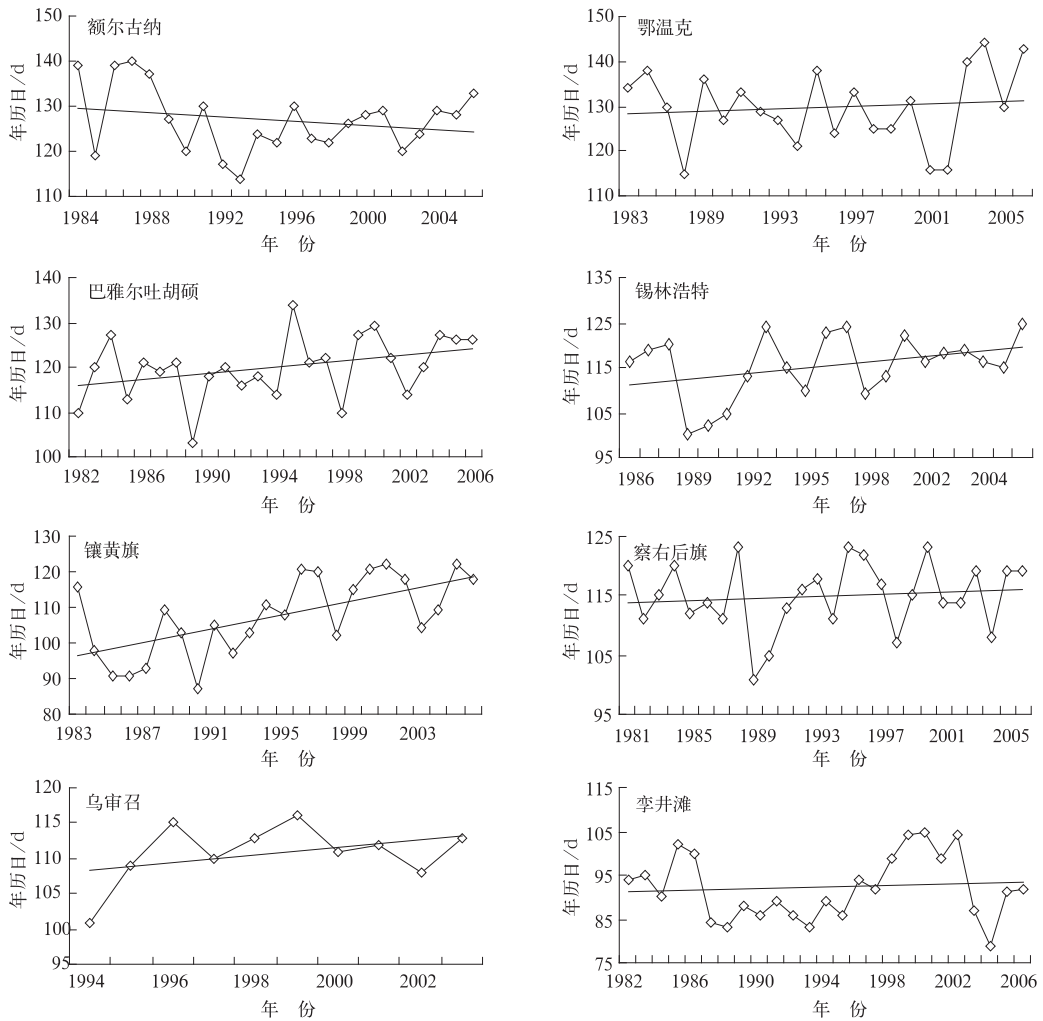 额尔古纳
年历日/d
150
140
130
120
110
1984 1988 1992 1996 2000 2004
年 份
鄂温克
年历日/d
150
140
130
120
110
1983 1989 1993 1997 2001 2005
年 份
巴雅尔吐胡硕
年历日/d
140
130
120
110
100
1982 1986 1990 1994 1998 2002 2006
年 份
锡林浩特
年历日/d
135
125
115
105
95
1986 1989 1992 1995 1998 2002 2004
年 份
镶黄旗
年历日/d
130
120
110
100
90
80
1983 1987 1991 1995 1999 2003
年 份
察右后旗
年历日/d
125
115
105
95
1981 1985 1989 1993 1997 2001 2005
年 份
乌审召
年历日/d
120
115
110
105
100
95
1994 1996 1998 2000 2002
年 份
孪井滩
年历日/d
115
105
95
85
75
1982 1986 1990 1994 1998 2002 2006
年 份